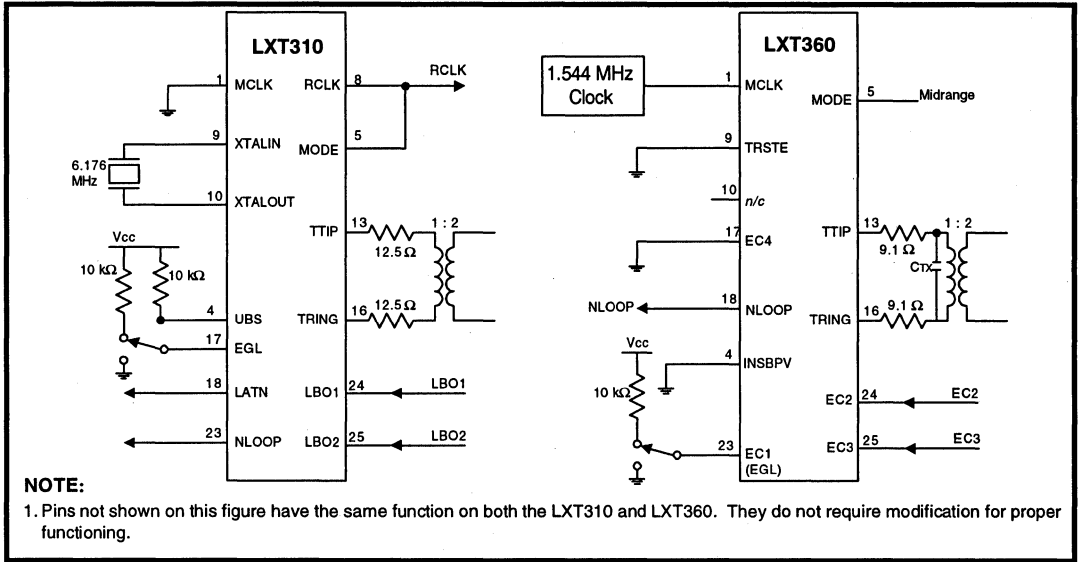 LXT310
1 MCLK
RCLK 8
RCLK
9 XTALIN
MODE 5
6.176
MHz
10 XTALOUT
TTIP 13
1 : 2
12.5 Ω
Vcc
10 kΩ
10 kΩ
4 UBS
TRING 16
12.5 Ω
17 EGL
18 LATN
LBO1 24
LBO1
23 NLOOP
LBO2 25
LBO2
LXT360
1.544 MHz
Clock
1 MCLK
MODE 5
Midrange
9 TRSTE
10 n/c
TTIP 13
1 : 2
9.1 Ω
17 EC4
CTX
NLOOP
18 NLOOP
TRING 16
9.1 Ω
Vcc
4 INSBPV
10 kΩ
EC2 24
EC2
EC3 25
EC3
23 EC1
(EGL)
NOTE:
1. Pins not shown on this figure have the same function on both the LXT310 and LXT360. They do not require modification for proper
functioning.